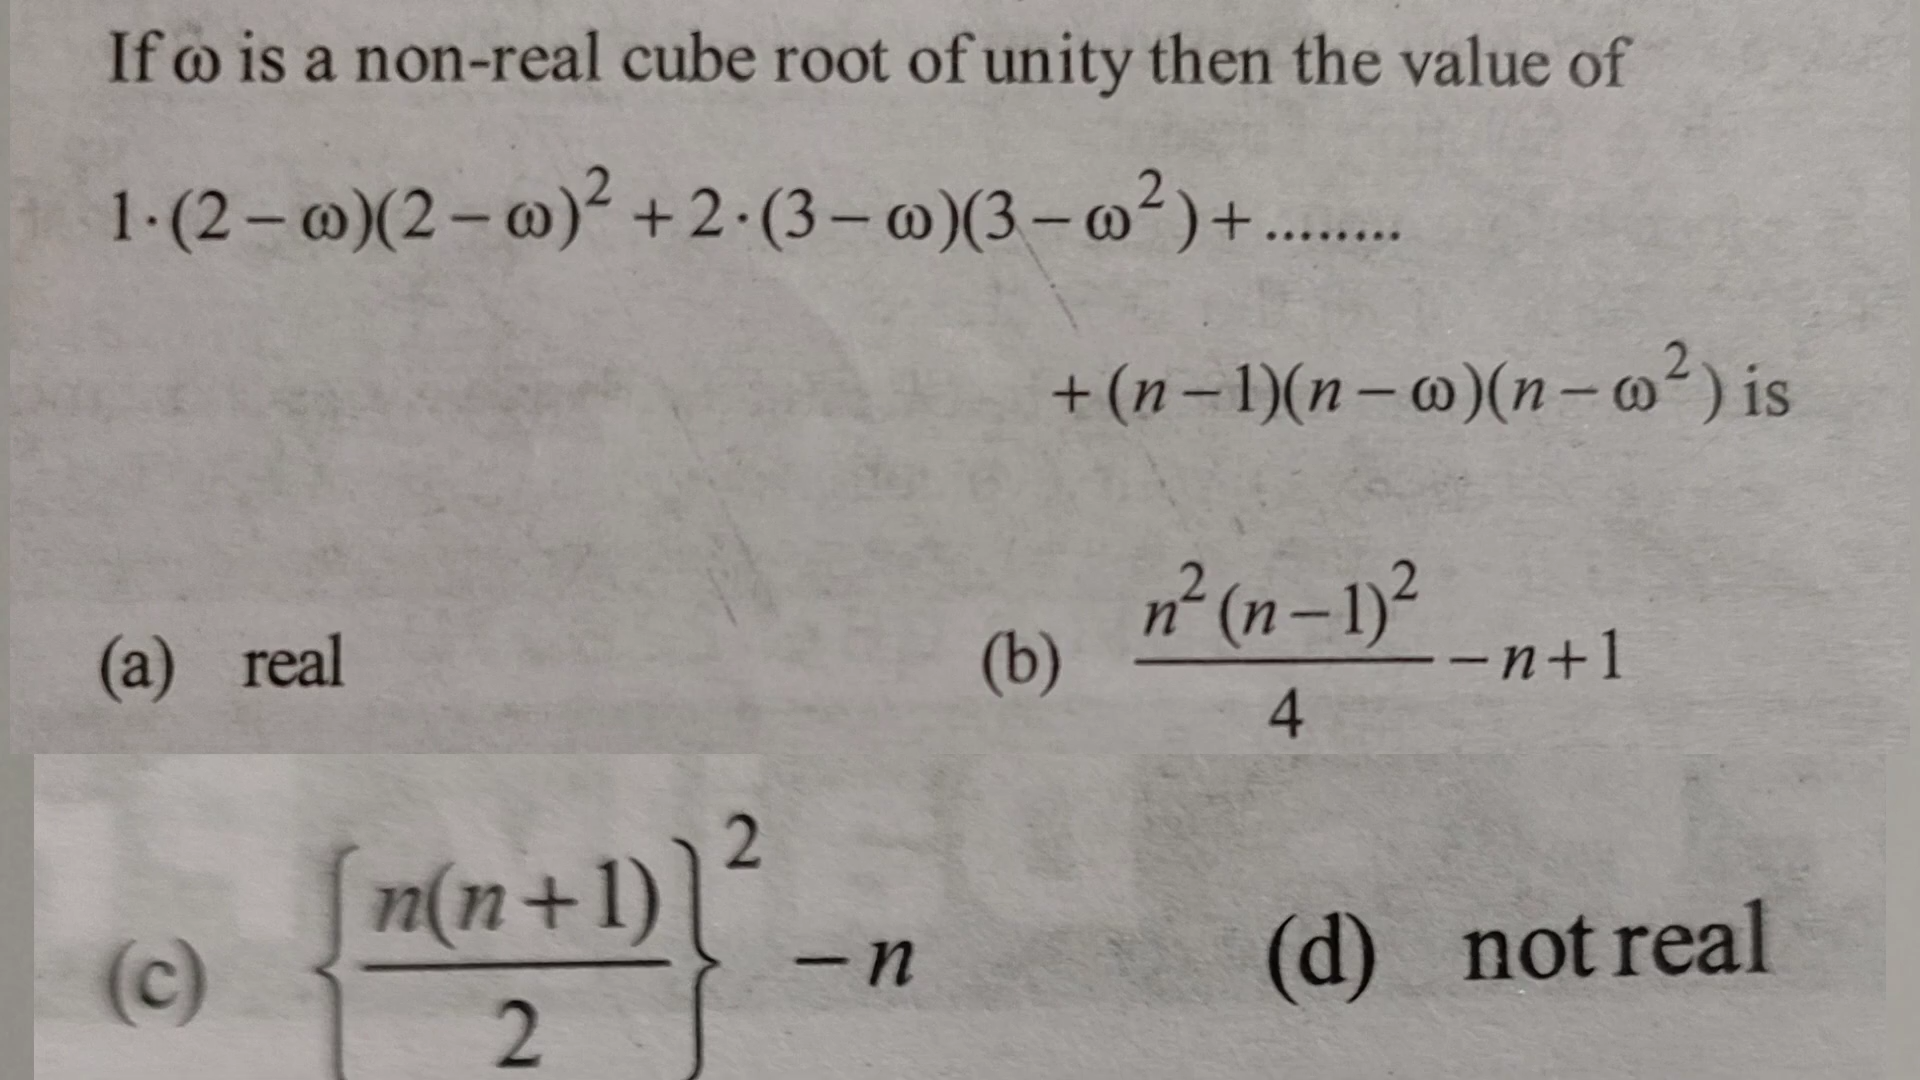 If ω is a non-real cube root of unity then the value of
1·(2−ω)(2−ω)² + 2·(3−ω)(3−ω²)+........
+(n−1)(n−ω)(n−ω²) is
(a) real (b) n²(n−1)²/4 −n+1
(c) {n(n+1)/2}² −n (d) not real